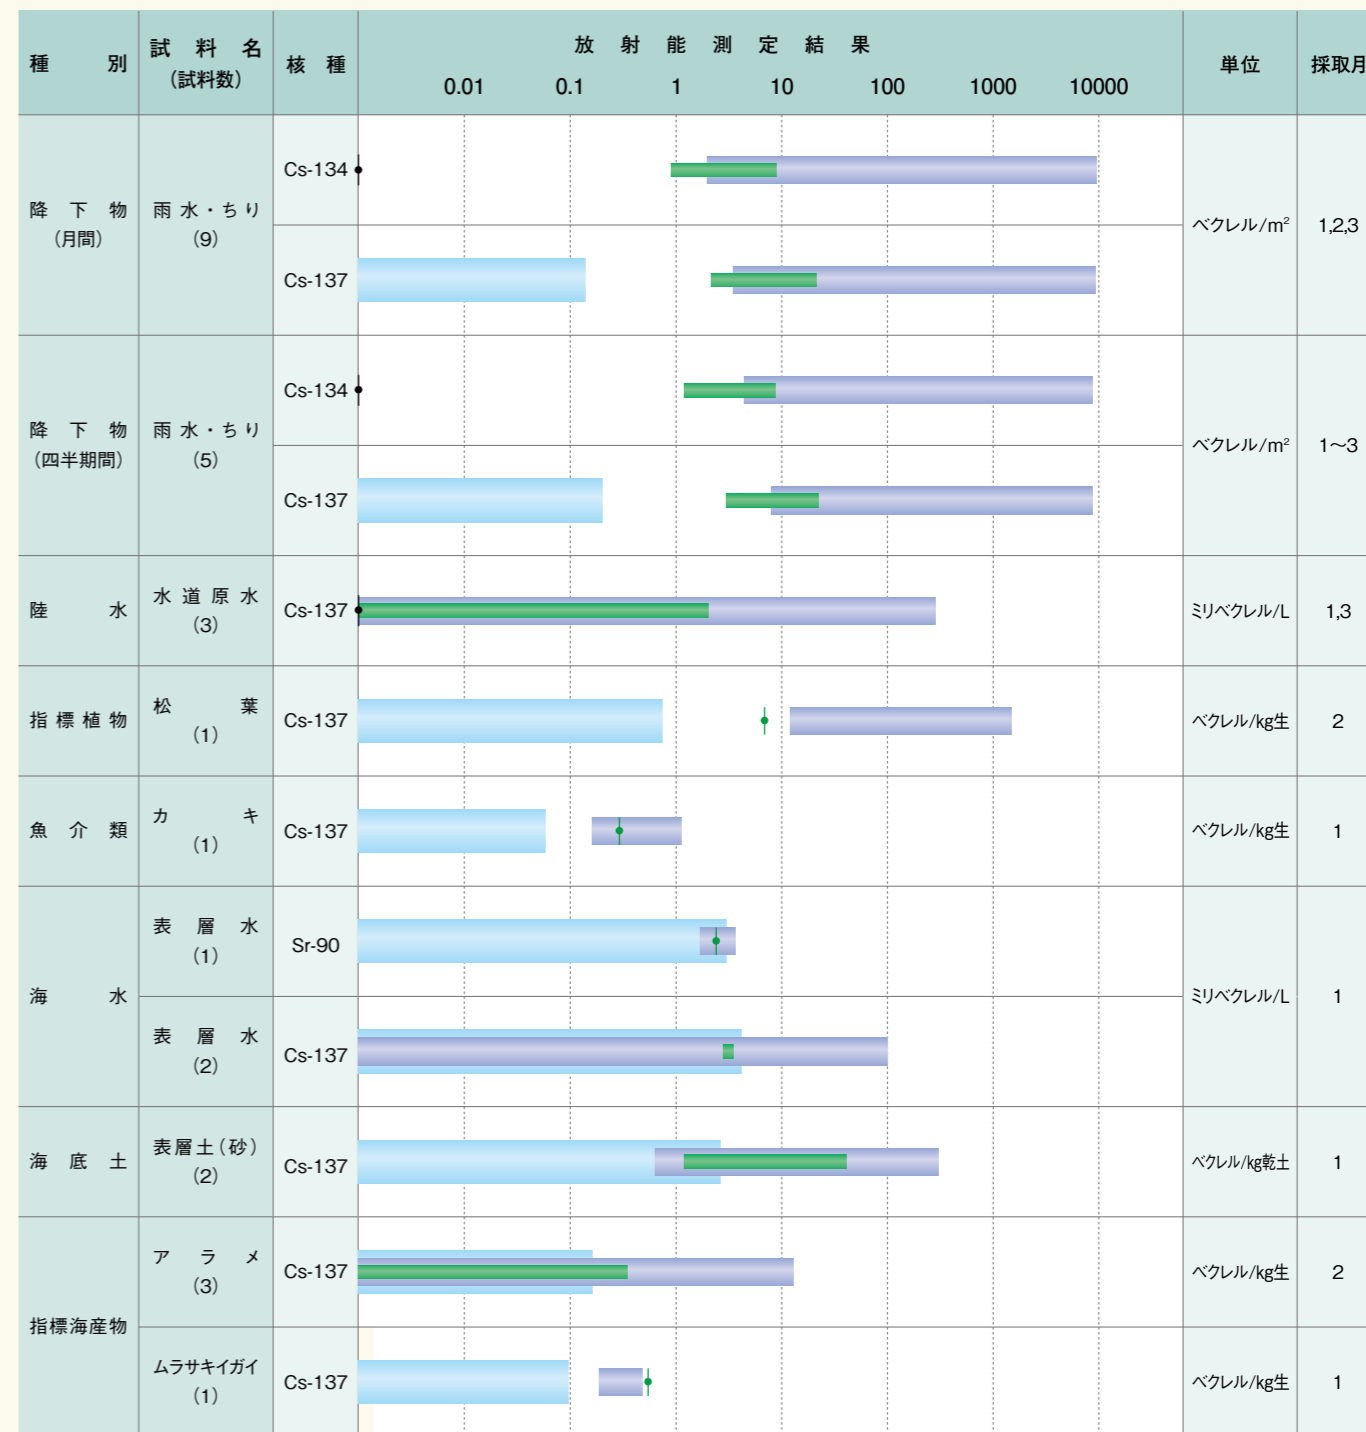 種別
試料名
（試料数）
核種
放射能測定結果
0.01 0.1 1 10 100 1000 10000
単位
採取月
降下物
（月間）
雨水・ちり
（9）
Cs-134
Cs-137
ベクレル/m²
1,2,3
降下物
（四半期間）
雨水・ちり
（5）
Cs-134
Cs-137
ベクレル/m²
1〜3
陸水
水道原水
（3）
Cs-137
ミリベクレル/L
1,3
指標植物
松葉
（1）
Cs-137
ベクレル/kg生
2
魚介類
カキ
（1）
Cs-137
ベクレル/kg生
1
海水
表層水
（1）
Sr-90
表層水
（2）
Cs-137
ミリベクレル/L
1
海底土
表層土（砂）
（2）
Cs-137
ベクレル/kg乾土
1
指標海産物
アラメ
（3）
Cs-137
ベクレル/kg生
2
ムラサキイガイ
（1）
Cs-137
ベクレル/kg生
1